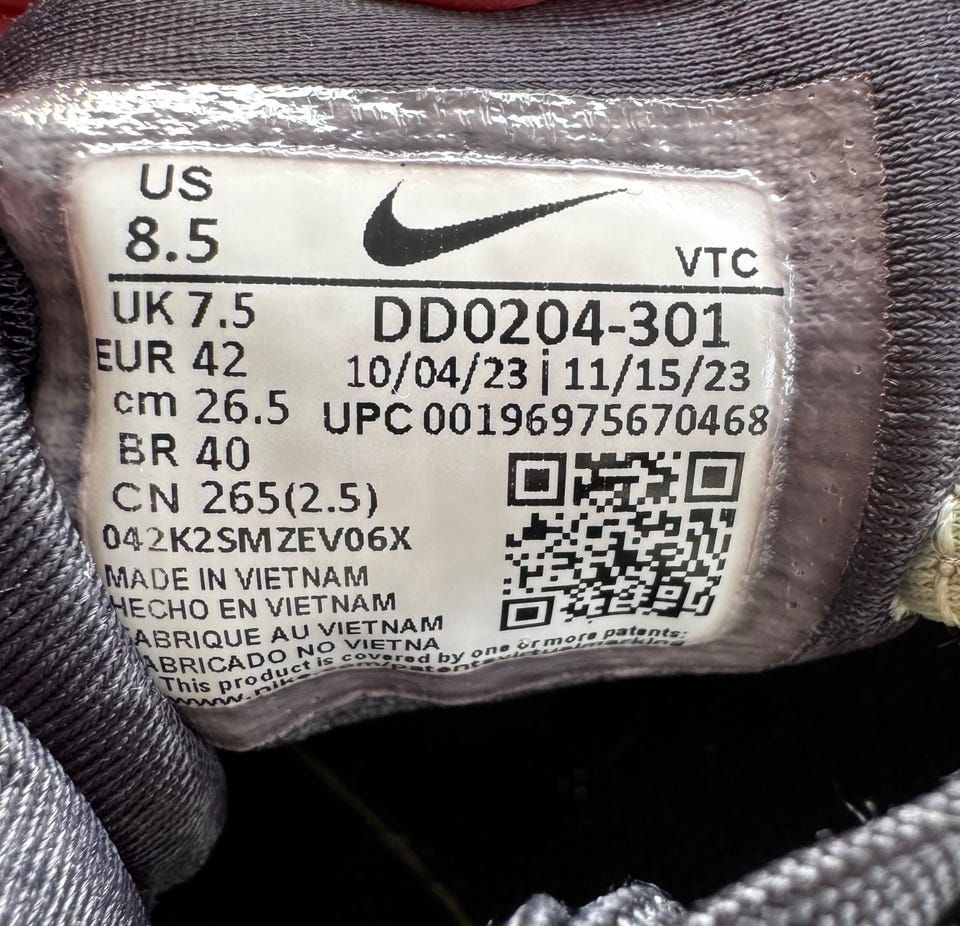 US
8.5
VTC
UK 7.5
EUR 42
cm 26.5
BR 40
CN 265(2.5)
DD0204-301
10/04/23 | 11/15/23
UPC 00196975670468
042K2SMZEV06X
MADE IN VIETNAM
HECHO EN VIETNAM
FABRIQUE AU VIETNAM
FABRICADO NO VIETNA
This product is covered by one or more patents: